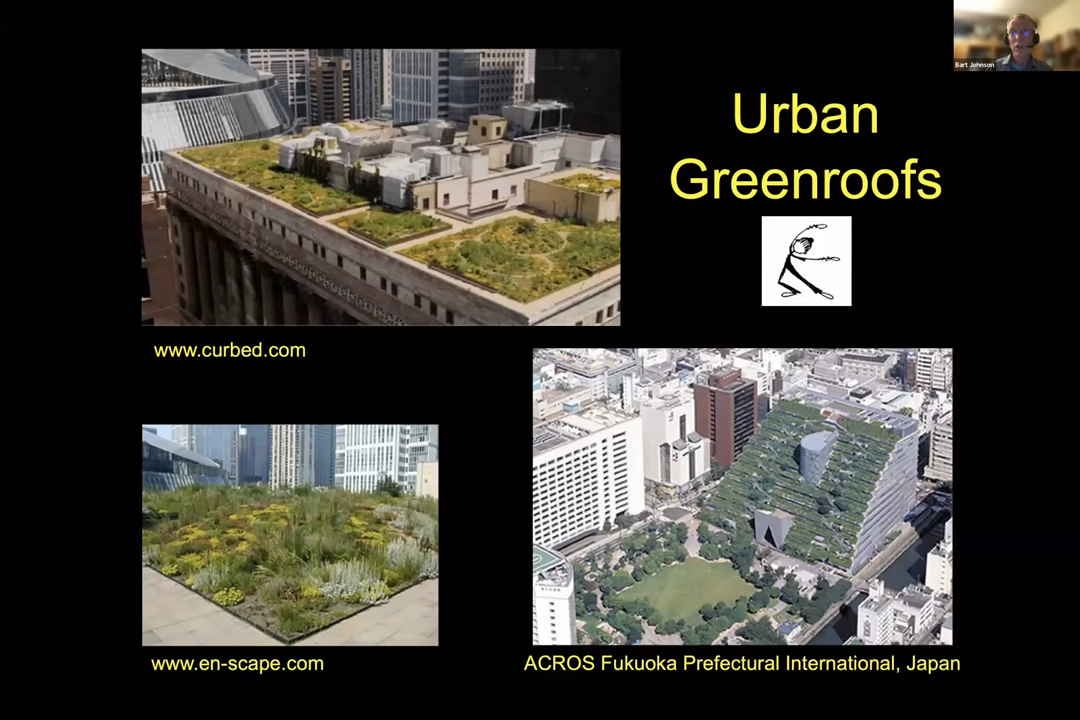 Bart Johnson
Urban
Greenroofs
www.curbed.com
www.en-scape.com
ACROS Fukuoka Prefectural International, Japan